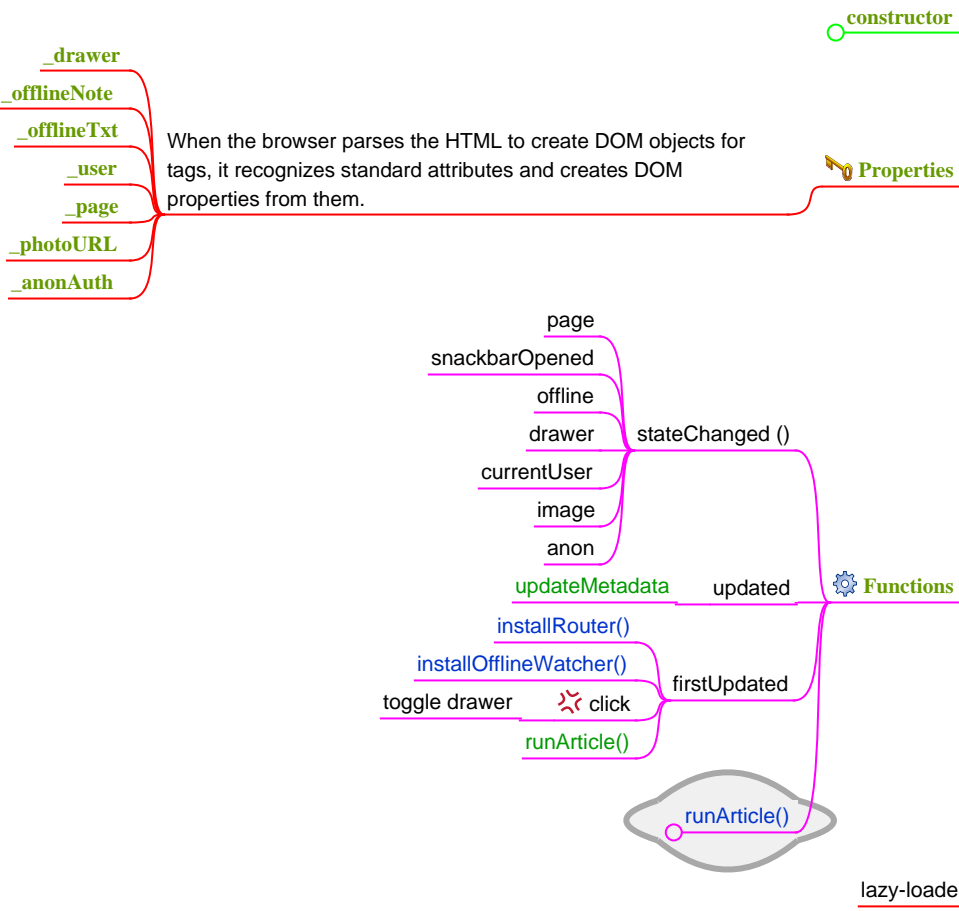 constructor
_drawer
_offlineNote
_offlineTxt
_user
_page
_photoURL
_anonAuth
When the browser parses the HTML to create DOM objects for
tags, it recognizes standard attributes and creates DOM
properties from them.
Properties
page
snackbarOpened
offline
drawer
currentUser
image
anon
stateChanged ()
updateMetadata
updated
Functions
installRouter()
installOfflineWatcher()
toggle drawer
click
runArticle()
firstUpdated
runArticle()
lazy-loade